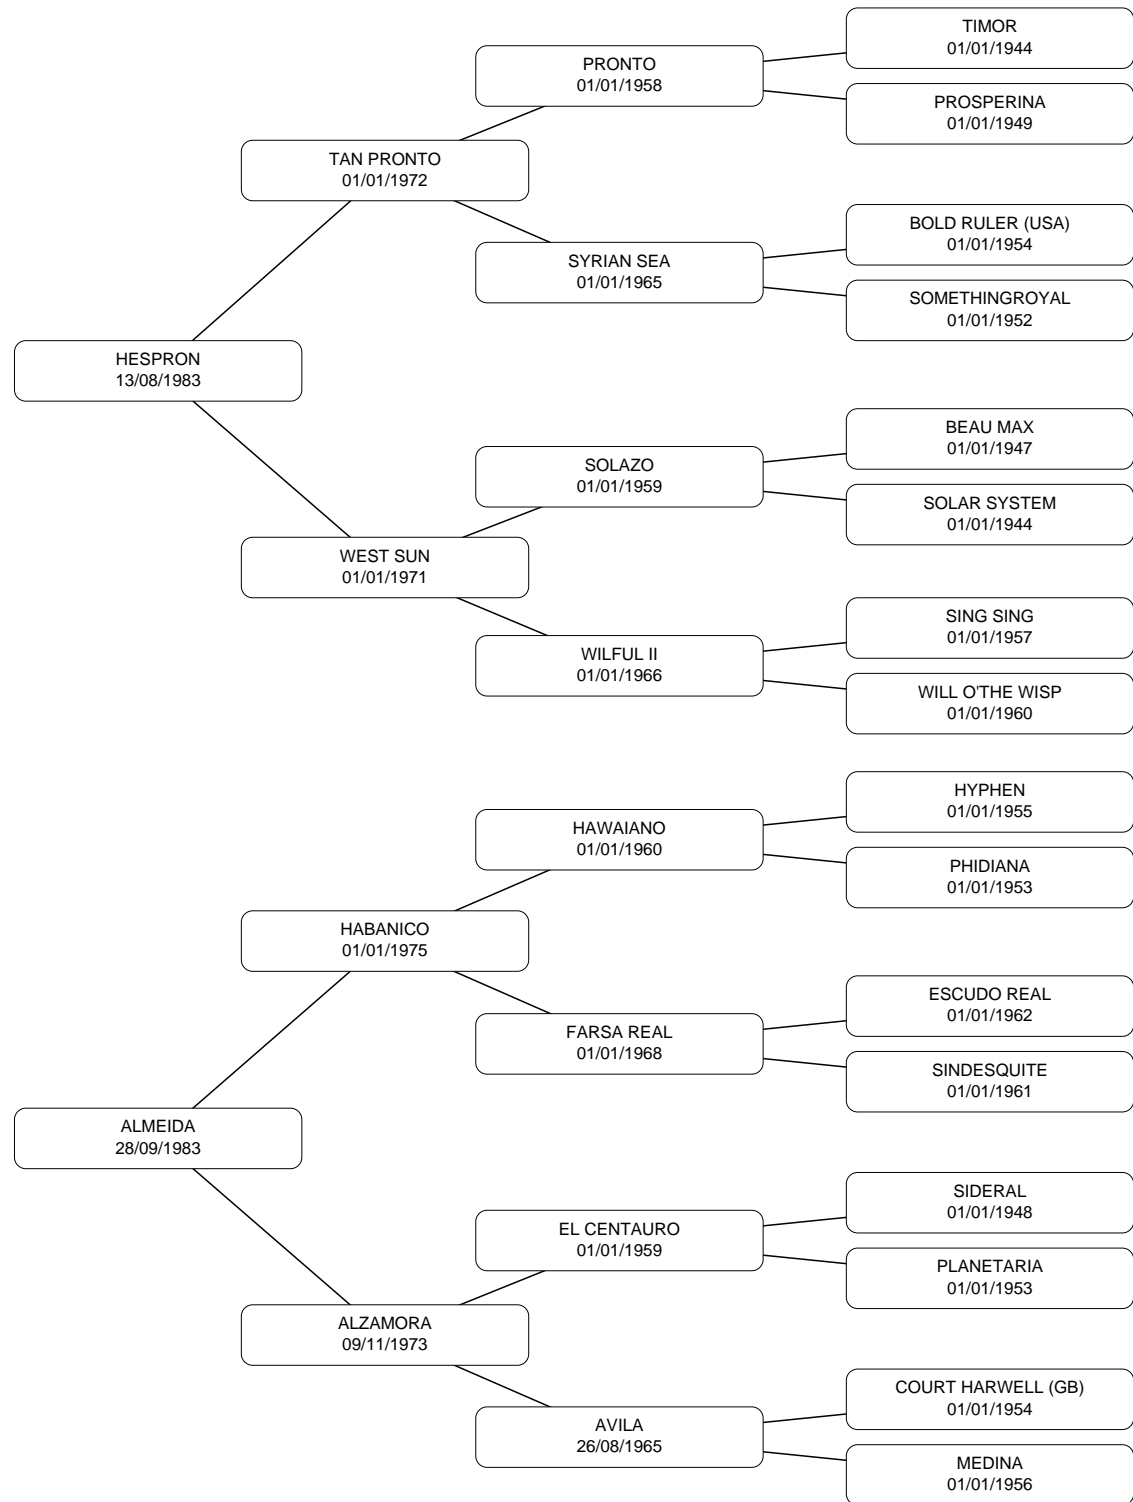 TIMOR
01/01/1944
PRONTO
01/01/1958
PROSPERINA
01/01/1949
TAN PRONTO
01/01/1972
BOLD RULER (USA)
01/01/1954
SYRIAN SEA
01/01/1965
SOMETHINGROYAL
01/01/1952
HESPRON
13/08/1983
BEAU MAX
01/01/1947
SOLAZO
01/01/1959
SOLAR SYSTEM
01/01/1944
WEST SUN
01/01/1971
SING SING
01/01/1957
WILFUL II
01/01/1966
WILL O'THE WISP
01/01/1960
HYPHEN
01/01/1955
HAWAIANO
01/01/1960
PHIDIANA
01/01/1953
HABANICO
01/01/1975
ESCUDO REAL
01/01/1962
FARSA REAL
01/01/1968
SINDESQUITE
01/01/1961
ALMEIDA
28/09/1983
SIDERAL
01/01/1948
EL CENTAURO
01/01/1959
PLANETARIA
01/01/1953
ALZAMORA
09/11/1973
COURT HARWELL (GB)
01/01/1954
AVILA
26/08/1965
MEDINA
01/01/1956